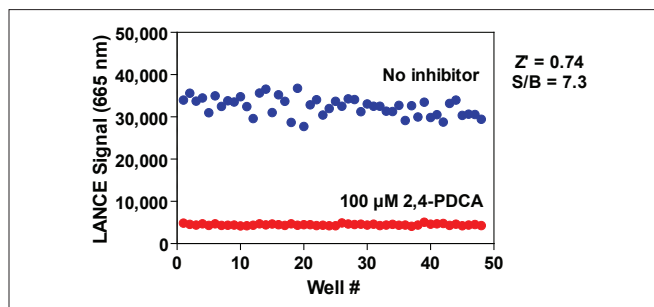 50,000
40,000
30,000
20,000
10,000
0
LANCE Signal (665 nm)
No inhibitor
100 µM 2,4-PDCA
Z' = 0.74
S/B = 7.3
0 10 20 30 40 50
Well #